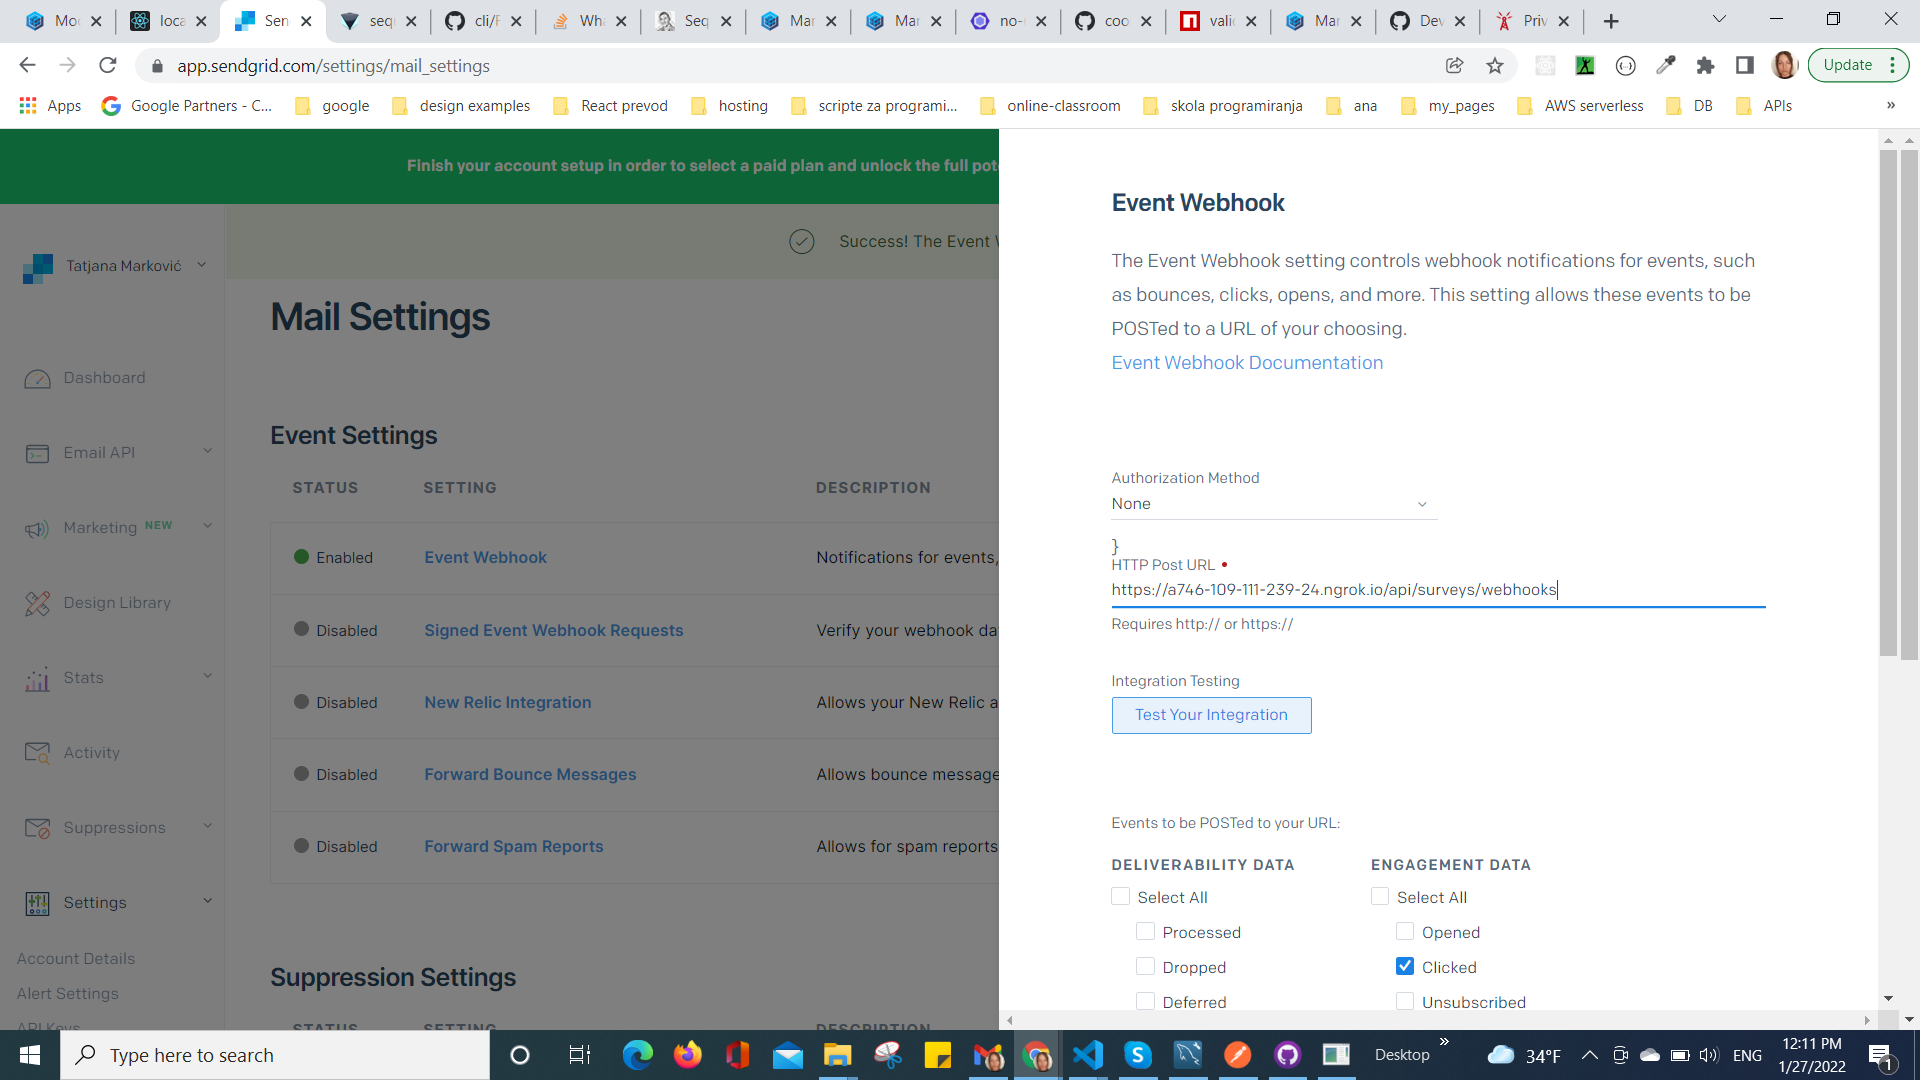 Moc
loca
Sen
sequ
cli/F
Wha
Seq
Mar
Mar
no-
coo
valid
Mar
Dev
Priv
app.sendgrid.com/settings/mail_settings
Update
Apps
Google Partners - C...
google
design examples
React prevod
hosting
scripte za programi...
online-classroom
skola programiranja
ana
my_pages
AWS serverless
DB
APIs
»
Finish your account setup in order to select a paid plan and unlock the full pote
Success! The Event W
Tatjana Marković
Dashboard
Email API
Marketing NEW
Design Library
Stats
Activity
Suppressions
Settings
Account Details
Alert Settings
API Keys
Mail Settings
Event Settings
STATUS SETTING DESCRIPTION
Enabled Event Webhook Notifications for events,
Disabled Signed Event Webhook Requests Verify your webhook da
Disabled New Relic Integration Allows your New Relic a
Disabled Forward Bounce Messages Allows bounce message
Disabled Forward Spam Reports Allows for spam reports
Suppression Settings
STATUS SETTING DESCRIPTION
Event Webhook
The Event Webhook setting controls webhook notifications for events, such
as bounces, clicks, opens, and more. This setting allows these events to be
POSTed to a URL of your choosing.
Event Webhook Documentation
Authorization Method
None
}
HTTP Post URL •
https://a746-109-111-239-24.ngrok.io/api/surveys/webhooks
Requires http:// or https://
Integration Testing
Test Your Integration
Events to be POSTed to your URL:
DELIVERABILITY DATA ENGAGEMENT DATA
Select All Select All
Processed Opened
Dropped Clicked
Deferred Unsubscribed
Type here to search
Desktop
»
34°F
ENG
12:11 PM
1/27/2022
1